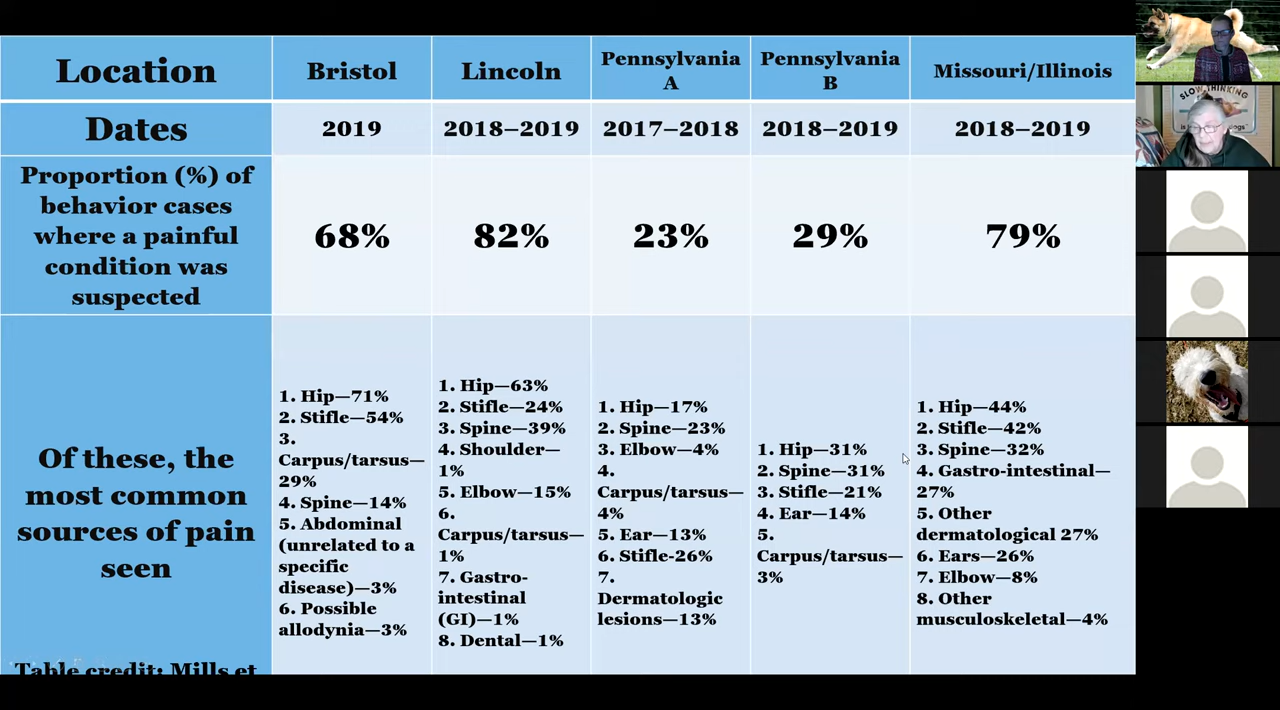 Location
Bristol
Lincoln
Pennsylvania
A
Pennsylvania
B
Missouri/Illinois
Dates
2019
2018–2019
2017–2018
2018–2019
2018–2019
Proportion (%) of
behavior cases
where a painful
condition was
suspected
68%
82%
23%
29%
79%
Of these, the
most common
sources of pain
seen
1. Hip—71%
2. Stifle—54%
3.
Carpus/tarsus—
29%
4. Spine—14%
5. Abdominal
(unrelated to a
specific
disease)—3%
6. Possible
allodynia—3%
1. Hip—63%
2. Stifle—24%
3. Spine—39%
4. Shoulder—
1%
5. Elbow—15%
6.
Carpus/tarsus—
1%
7. Gastro-
intestinal
(GI)—1%
8. Dental—1%
1. Hip—17%
2. Spine—23%
3. Elbow—4%
4.
Carpus/tarsus—
4%
5. Ear—13%
6. Stifle-26%
7.
Dermatologic
lesions—13%
1. Hip—31%
2. Spine—31%
3. Stifle—21%
4. Ear—14%
5.
Carpus/tarsus—
3%
1. Hip—44%
2. Stifle—42%
3. Spine—32%
4. Gastro-intestinal—
27%
5. Other
dermatological 27%
6. Ears—26%
7. Elbow—8%
8. Other
musculoskeletal—4%
Table credit: Mills et
SLOW THINKING
is
dogs"